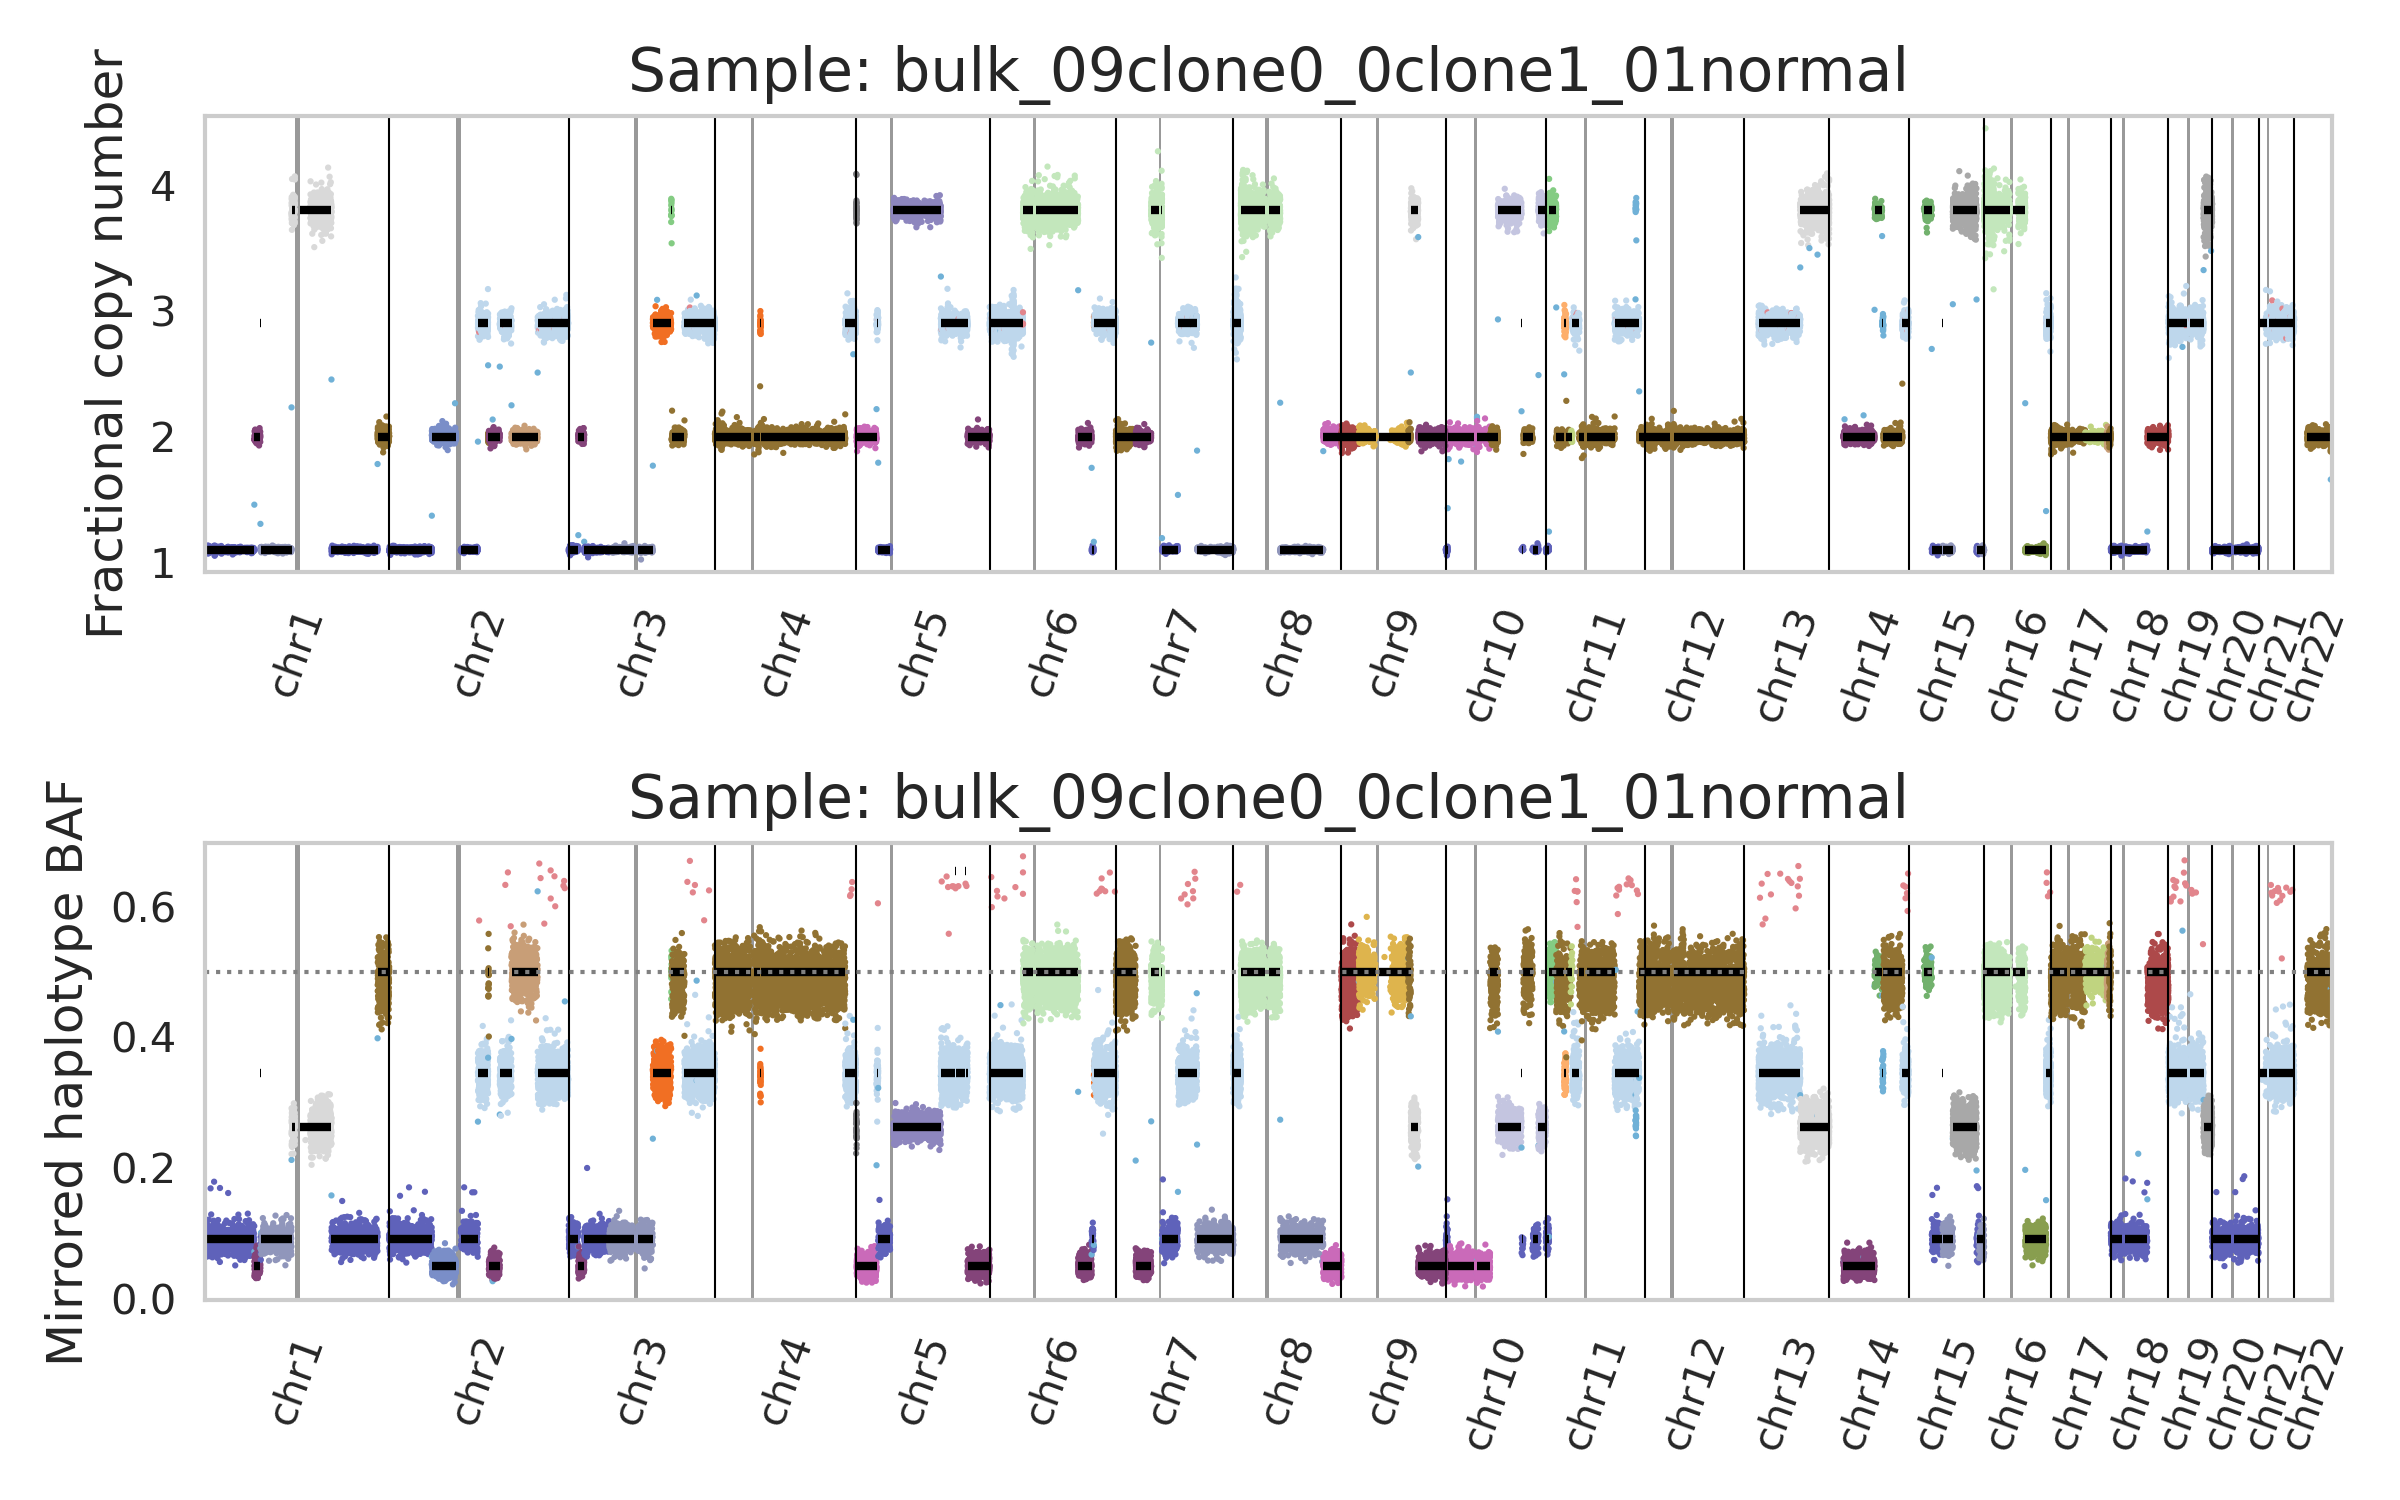 Sample: bulk_09clone0_0clone1_01normal
Fractional copy number
4
3
2
1
chr1 chr2 chr3 chr4 chr5 chr6 chr7 chr8 chr9 chr10 chr11 chr12 chr13 chr14 chr15 chr16 chr17 chr18 chr19 chr20 chr21 chr22
Sample: bulk_09clone0_0clone1_01normal
Mirrored haplotype BAF
0.6
0.4
0.2
0.0
chr1 chr2 chr3 chr4 chr5 chr6 chr7 chr8 chr9 chr10 chr11 chr12 chr13 chr14 chr15 chr16 chr17 chr18 chr19 chr20 chr21 chr22